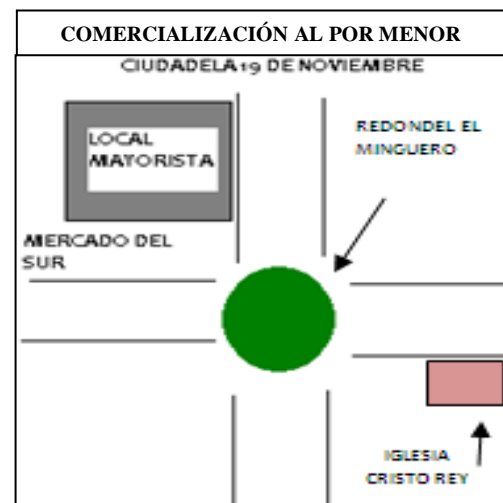 COMERCIALIZACIÓN AL POR MENOR
CIUDADELA 19 DE NOVIEMBRE
LOCAL
MAYORISTA
REDONDEL EL
MINGUERO
MERCADO DEL
SUR
IGLESIA
CRISTO REY